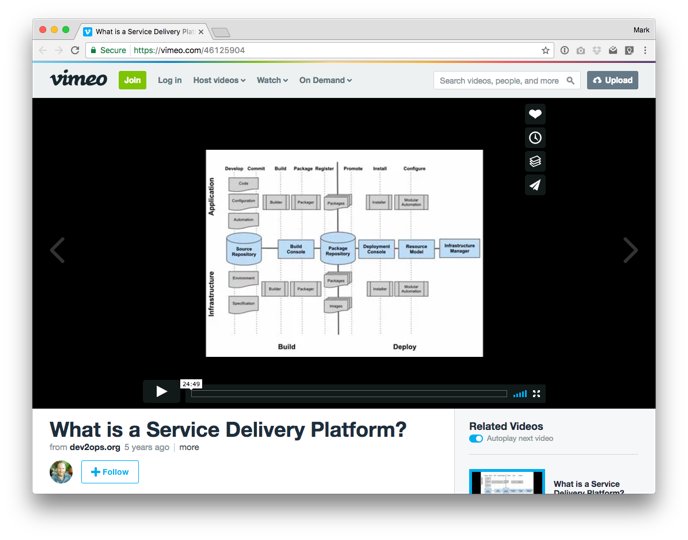 What is a Service Delivery Plat
Mark
Secure https://vimeo.com/46125904
vimeo Join Log in Host videos Watch On Demand Search videos, people, and more Upload
Develop Commit Build Package Register Promote Install Configure
Application
Code
Configuration Builder Packager Packages Installer Modular Automation
Automation
Source Repository Build Console Package Repository Deployment Console Resource Model Infrastructure Manager
Infrastructure
Environment Packages
Builder Packager Installer Modular Automation
Specification Images
Build Deploy
24:49
What is a Service Delivery Platform?
from dev2ops.org 5 years ago more
Follow
Related Videos
Autoplay next video
What is a Service
Delivery Platform?